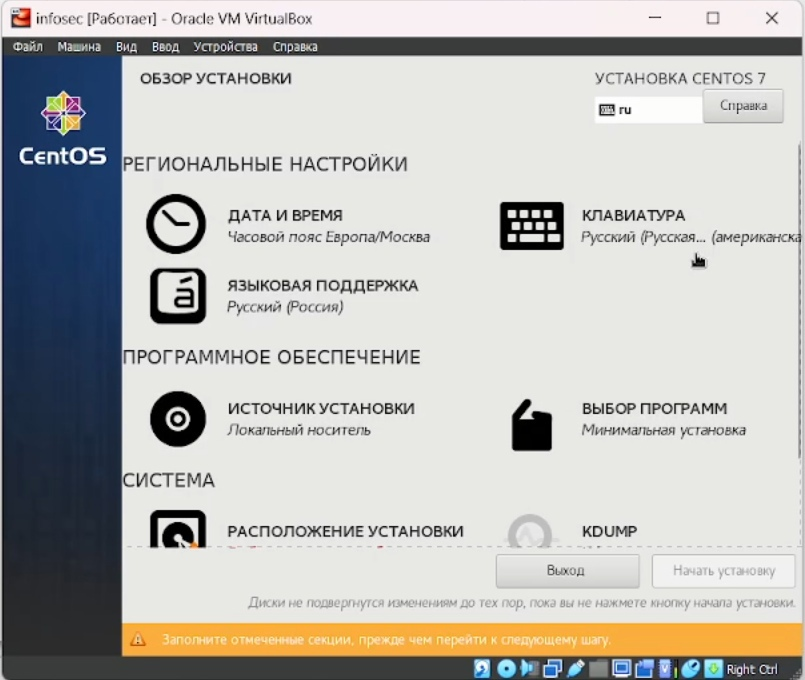 infosec [Работает] - Oracle VM VirtualBox
Файл Машина Вид Ввод Устройства Справка
ОБЗОР УСТАНОВКИ
УСТАНОВКА CENTOS 7
ru
Справка
CentOS
РЕГИОНАЛЬНЫЕ НАСТРОЙКИ
ДАТА И ВРЕМЯ
Часовой пояс Европа/Москва
КЛАВИАТУРА
Русский (Русская... (американска
ЯЗЫКОВАЯ ПОДДЕРЖКА
Русский (Россия)
ПРОГРАММНОЕ ОБЕСПЕЧЕНИЕ
ИСТОЧНИК УСТАНОВКИ
Локальный носитель
ВЫБОР ПРОГРАММ
Минимальная установка
СИСТЕМА
РАСПОЛОЖЕНИЕ УСТАНОВКИ
KDUMP
Выход
Начать установку
Диски не подвергнутся изменениям до тех пор, пока вы не нажмете кнопку начала установки.
Заполните отмеченные секции, прежде чем перейти к следующему шагу.
Right Ctrl